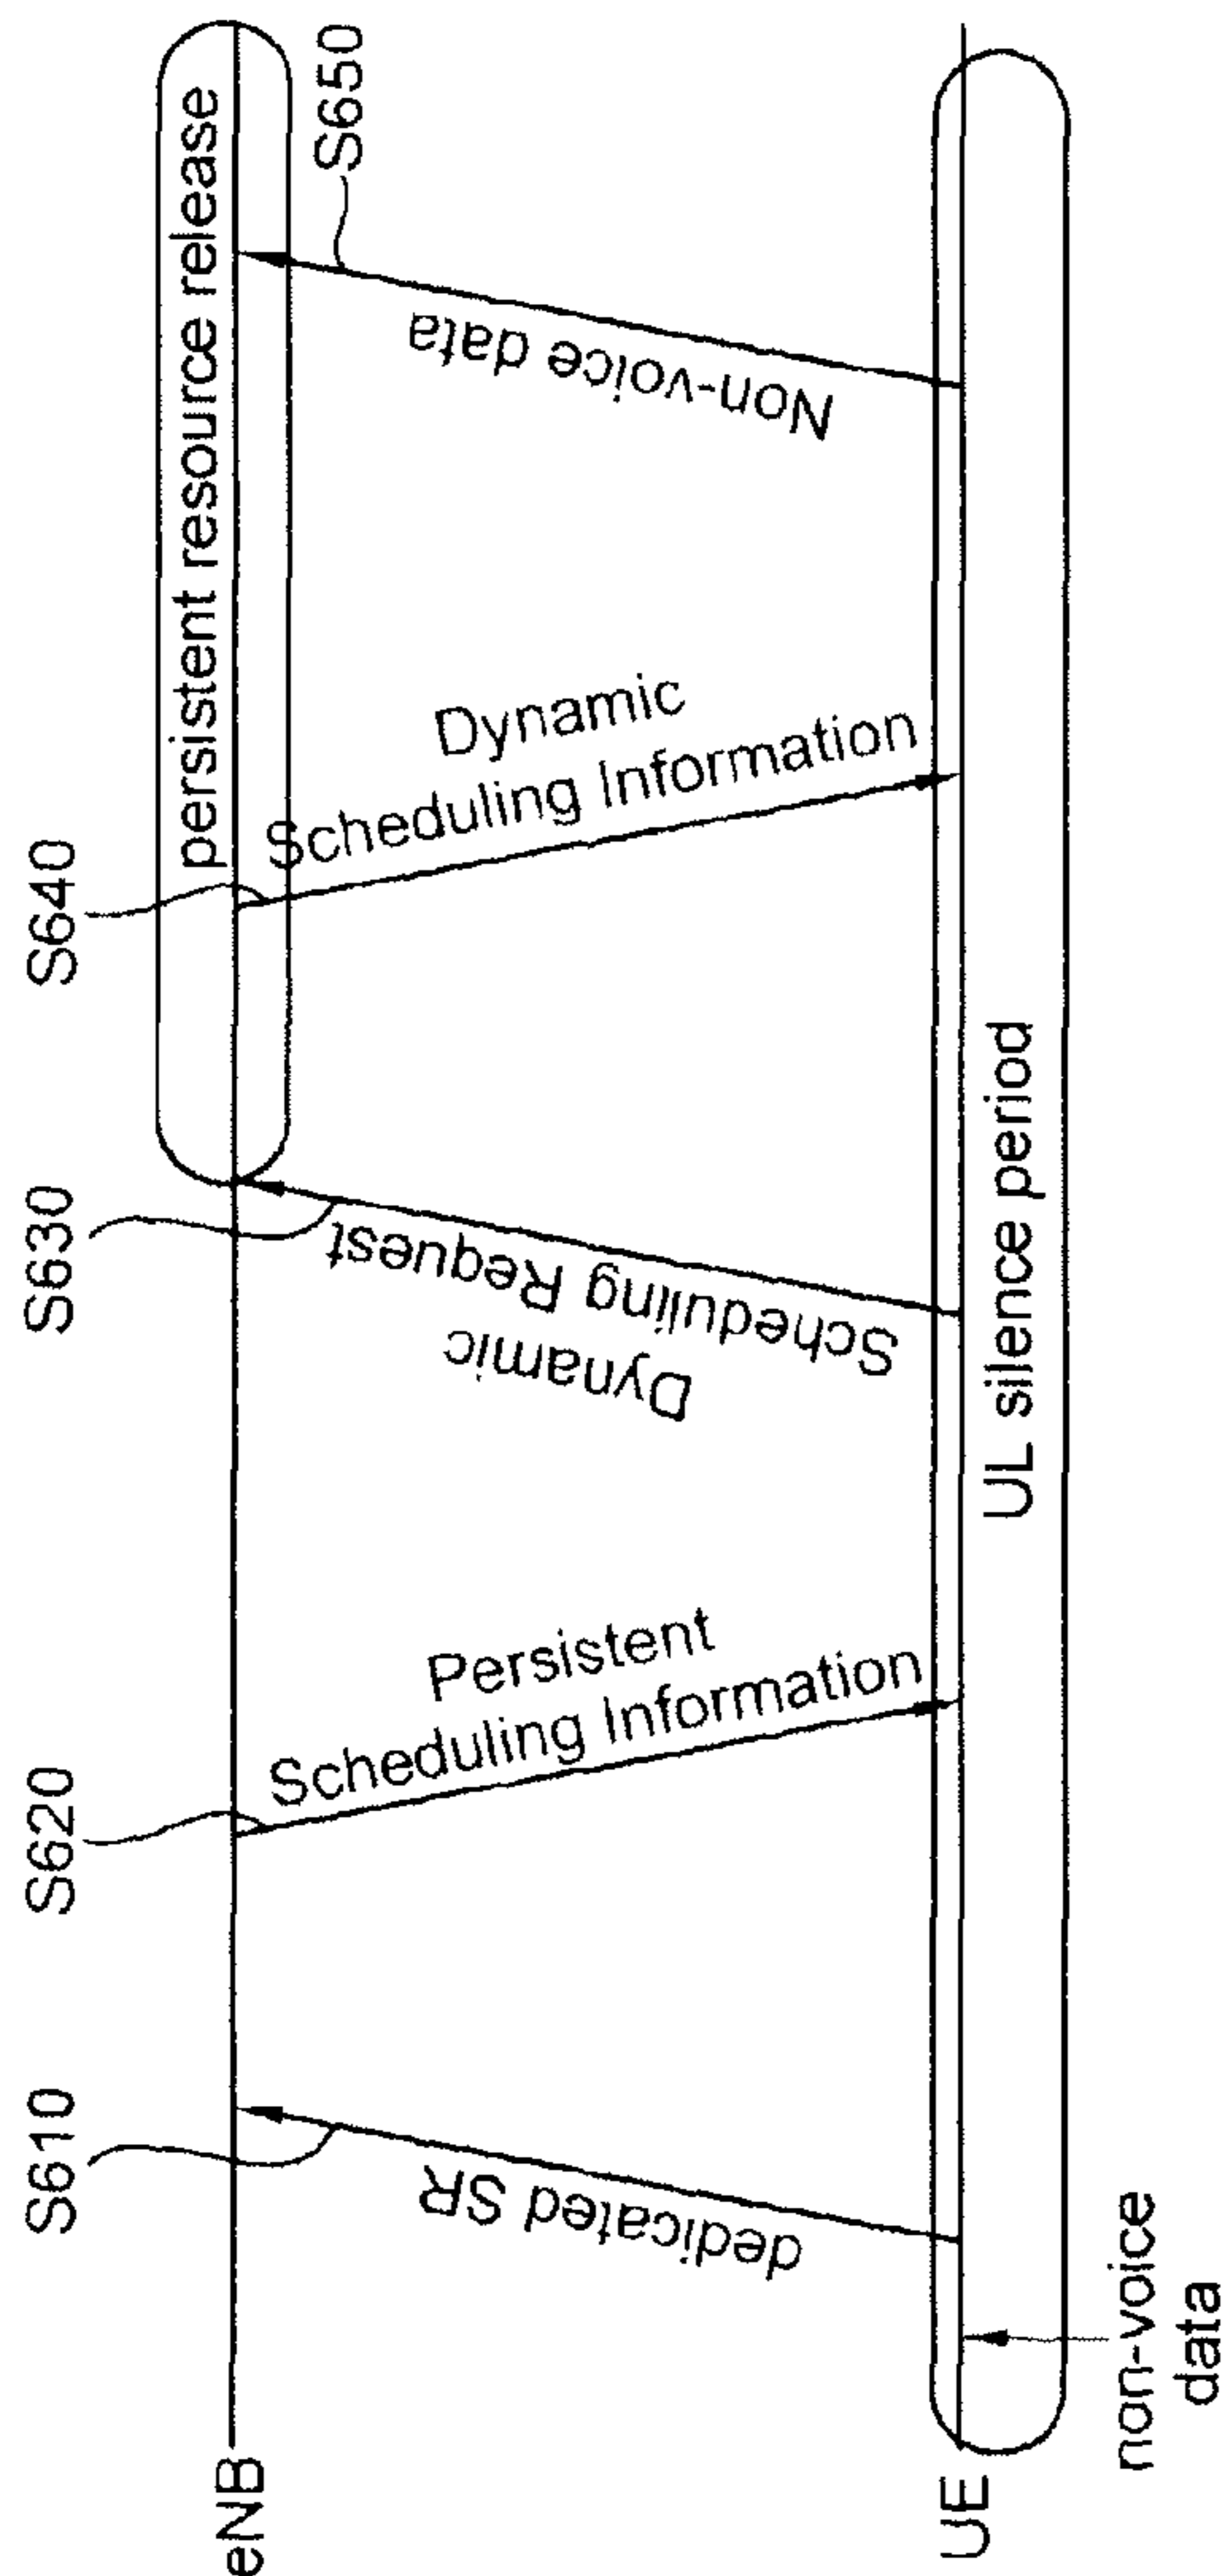 S610
S620
S630
S640
eNB
persistent resource release
S650
dedicated SR
Persistent
Scheduling Information
Dynamic
Scheduling Request
Dynamic
Scheduling Information
Non-voice data
UE
UL silence period
non-voice
data